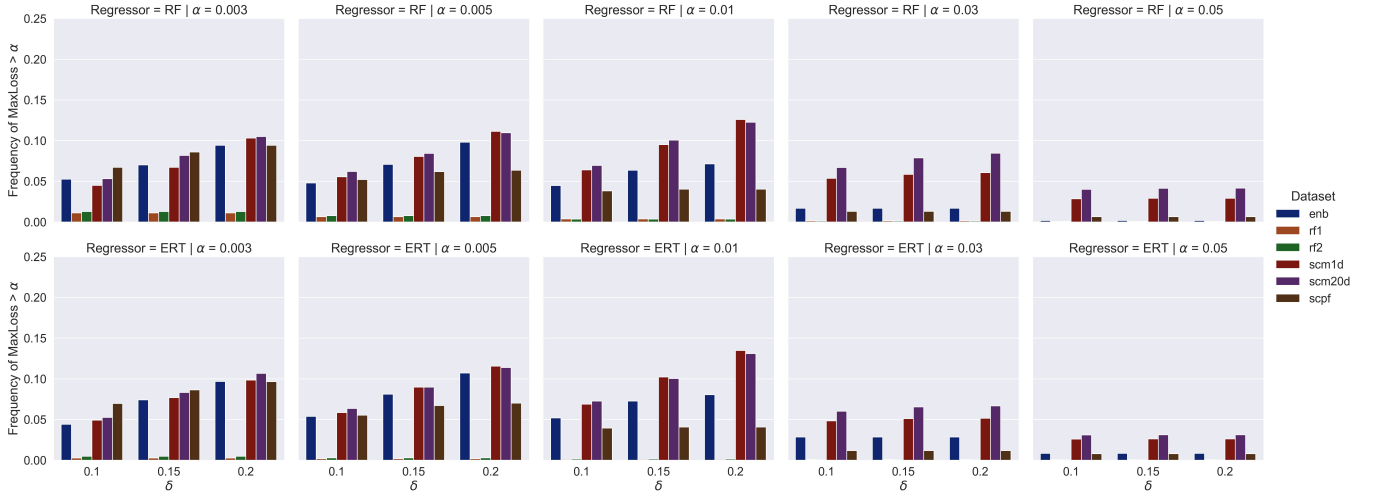 Regressor = RF | α = 0.003
Regressor = RF | α = 0.005
Regressor = RF | α = 0.01
Regressor = RF | α = 0.03
Regressor = RF | α = 0.05
Frequency of MaxLoss > α
0.25
0.20
0.15
0.10
0.05
0.00
Regressor = ERT | α = 0.003
Regressor = ERT | α = 0.005
Regressor = ERT | α = 0.01
Regressor = ERT | α = 0.03
Regressor = ERT | α = 0.05
Frequency of MaxLoss > α
0.25
0.20
0.15
0.10
0.05
0.00
0.1 0.15 0.2
δ
0.1 0.15 0.2
δ
0.1 0.15 0.2
δ
0.1 0.15 0.2
δ
0.1 0.15 0.2
δ
Dataset
enb
rf1
rf2
scm1d
scm20d
scpf